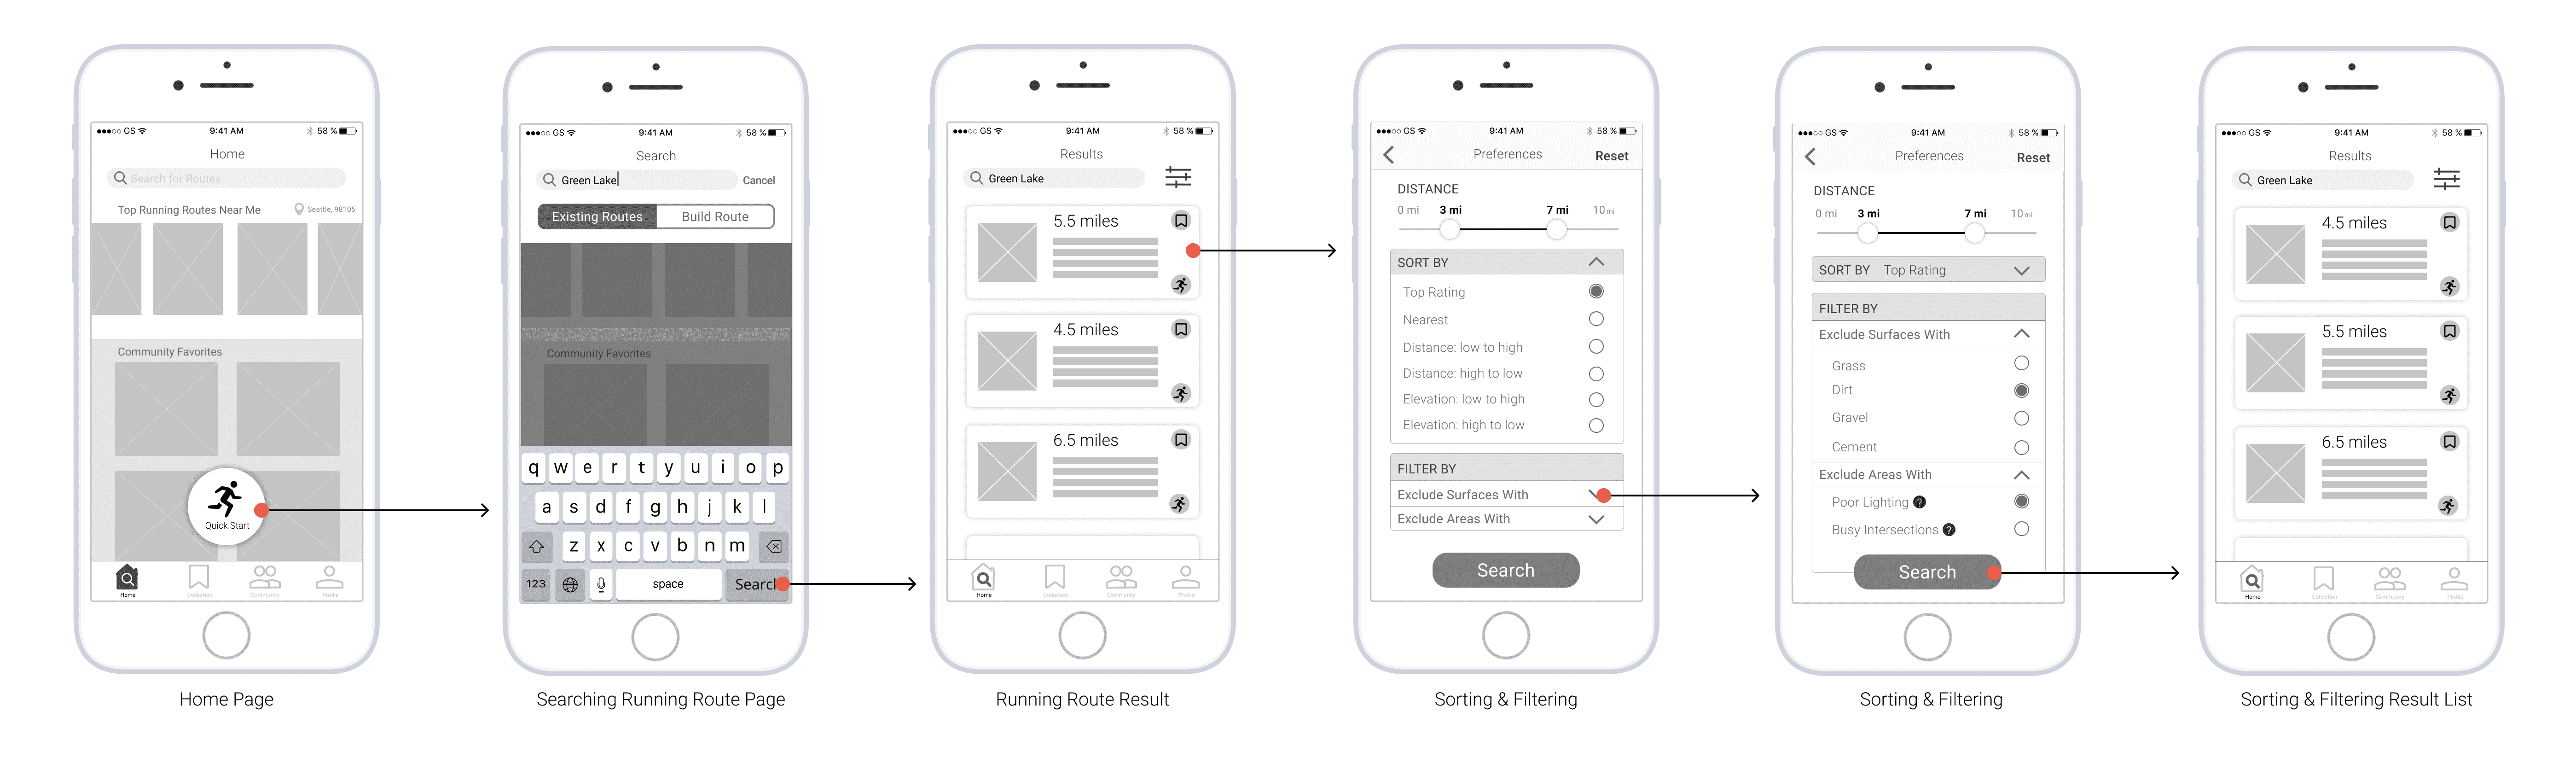 GS 9:41 AM 58 %
Home
Search for Routes
Top Running Routes Near Me Seattle, 98105
Community Favorites
Quick Start
Home Collection Community Profile
Home Page
GS 9:41 AM 58 %
Search
Green Lake Cancel
Existing Routes Build Route
Community Favorites
q w e r t y u i o p
a s d f g h j k l
z x c v b n m
123 space Search
Searching Running Route Page
GS 9:41 AM 58 %
Results
Green Lake
5.5 miles
4.5 miles
6.5 miles
Home Collection Community Profile
Running Route Result
GS 9:41 AM 58 %
Preferences Reset
DISTANCE
0 mi 3 mi 7 mi 10 mi
SORT BY
Top Rating
Nearest
Distance: low to high
Distance: high to low
Elevation: low to high
Elevation: high to low
FILTER BY
Exclude Surfaces With
Exclude Areas With
Search
Sorting & Filtering
GS 9:41 AM 58 %
Preferences Reset
DISTANCE
0 mi 3 mi 7 mi 10 mi
SORT BY Top Rating
FILTER BY
Exclude Surfaces With
Grass
Dirt
Gravel
Cement
Exclude Areas With
Poor Lighting ?
Busy Intersections ?
Search
Sorting & Filtering
GS 9:41 AM 58 %
Results
Green Lake
4.5 miles
5.5 miles
6.5 miles
Home Collection Community Profile
Sorting & Filtering Result List